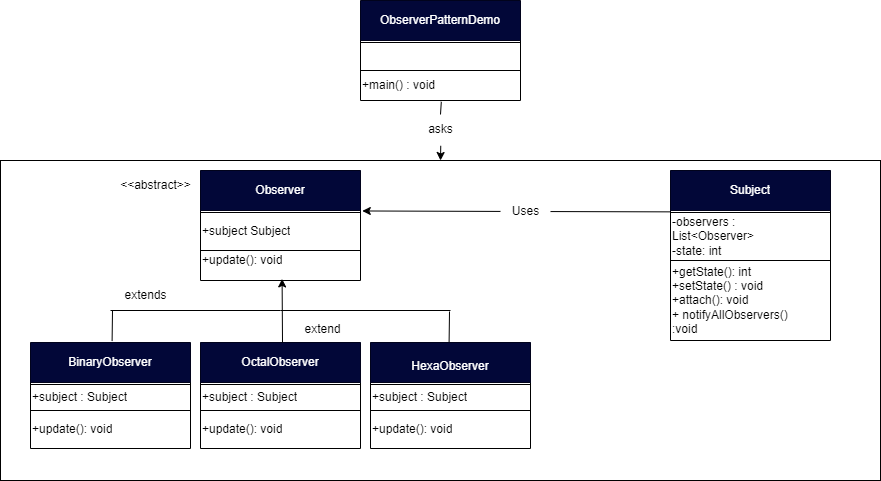 ObserverPatternDemo
+main() : void
asks
<<abstract>>
Observer
+subject Subject
+update(): void
Uses
Subject
-observers :
List<Observer>
-state: int
+getState(): int
+setState() : void
+attach(): void
+ notifyAllObservers()
:void
extends
extend
BinaryObserver
+subject : Subject
+update(): void
OctalObserver
+subject : Subject
+update(): void
HexaObserver
+subject : Subject
+update(): void